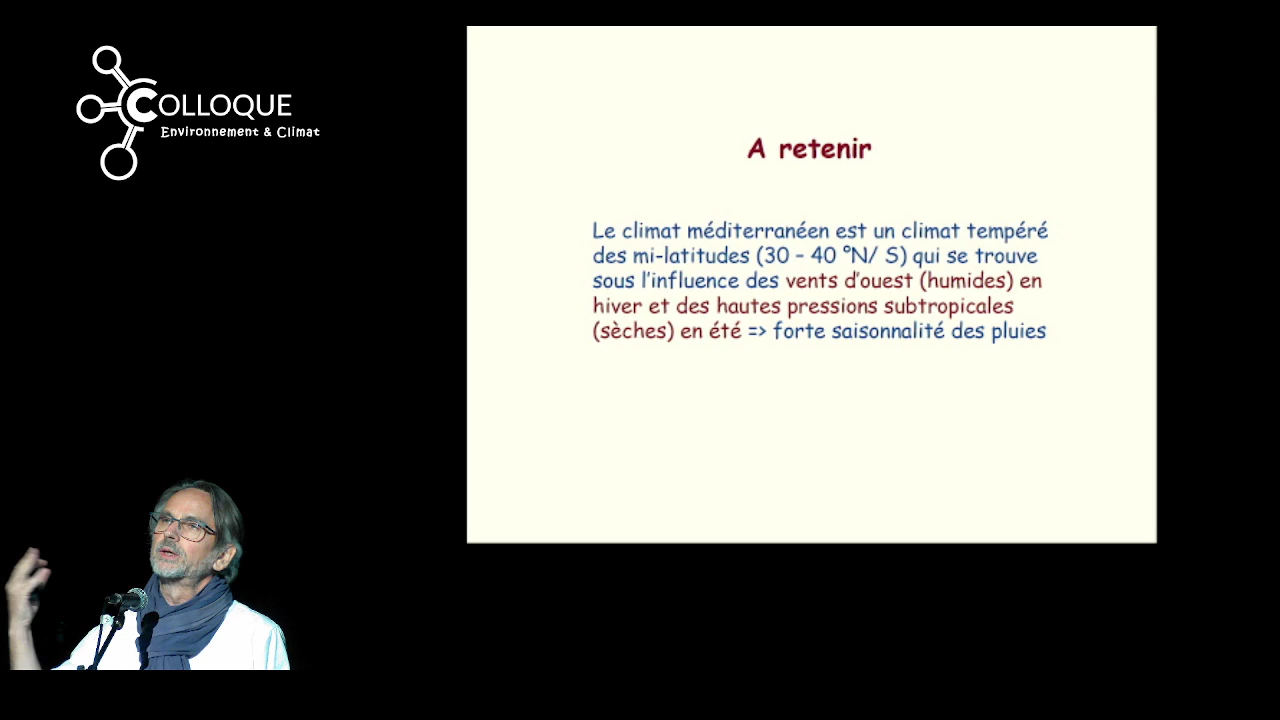 COLLOQUE
Environnement & Climat
A retenir
Le climat méditerranéen est un climat tempéré
des mi-latitudes (30 – 40 °N/ S) qui se trouve
sous l'influence des vents d'ouest (humides) en
hiver et des hautes pressions subtropicales
(sèches) en été => forte saisonnalité des pluies